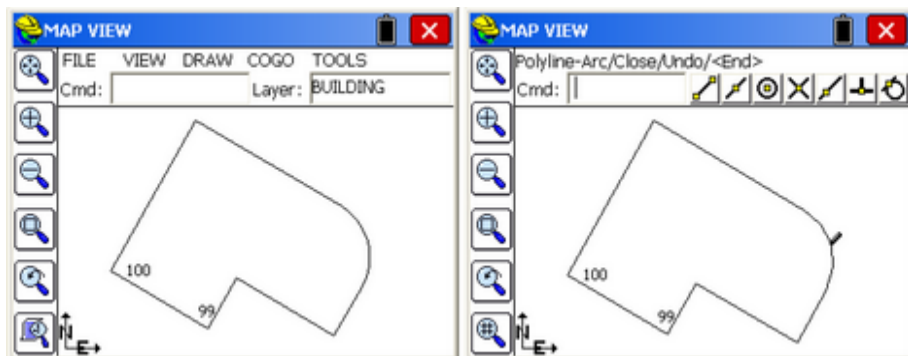 MAP VIEW
FILE VIEW DRAW COGO TOOLS
Cmd: Layer: BUILDING
100
99
N
E
MAP VIEW
Polyline-Arc/Close/Undo/<End>
Cmd:
100
99
N
E